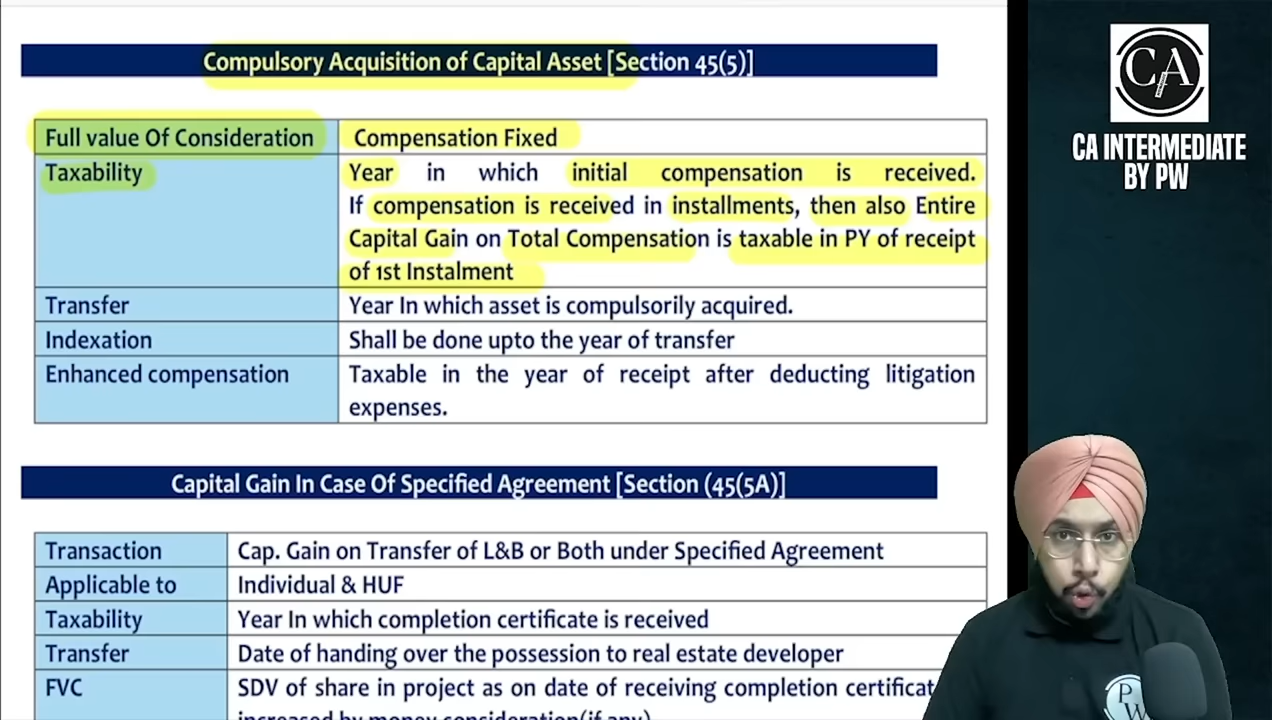 Compulsory Acquisition of Capital Asset [Section 45(5)]
Full value Of Consideration
Compensation Fixed
Taxability
Year in which initial compensation is received.
If compensation is received in installments, then also Entire
Capital Gain on Total Compensation is taxable in PY of receipt
of 1st Instalment
Transfer
Year In which asset is compulsorily acquired.
Indexation
Shall be done upto the year of transfer
Enhanced compensation
Taxable in the year of receipt after deducting litigation
expenses.
Capital Gain In Case Of Specified Agreement [Section (45(5A)]
Transaction
Cap. Gain on Transfer of L&B or Both under Specified Agreement
Applicable to
Individual & HUF
Taxability
Year In which completion certificate is received
Transfer
Date of handing over the possession to real estate developer
FVC
SDV of share in project as on date of receiving completion certificat
increased by money consideration(if any)
CA
CA INTERMEDIATE
BY PW
P
W